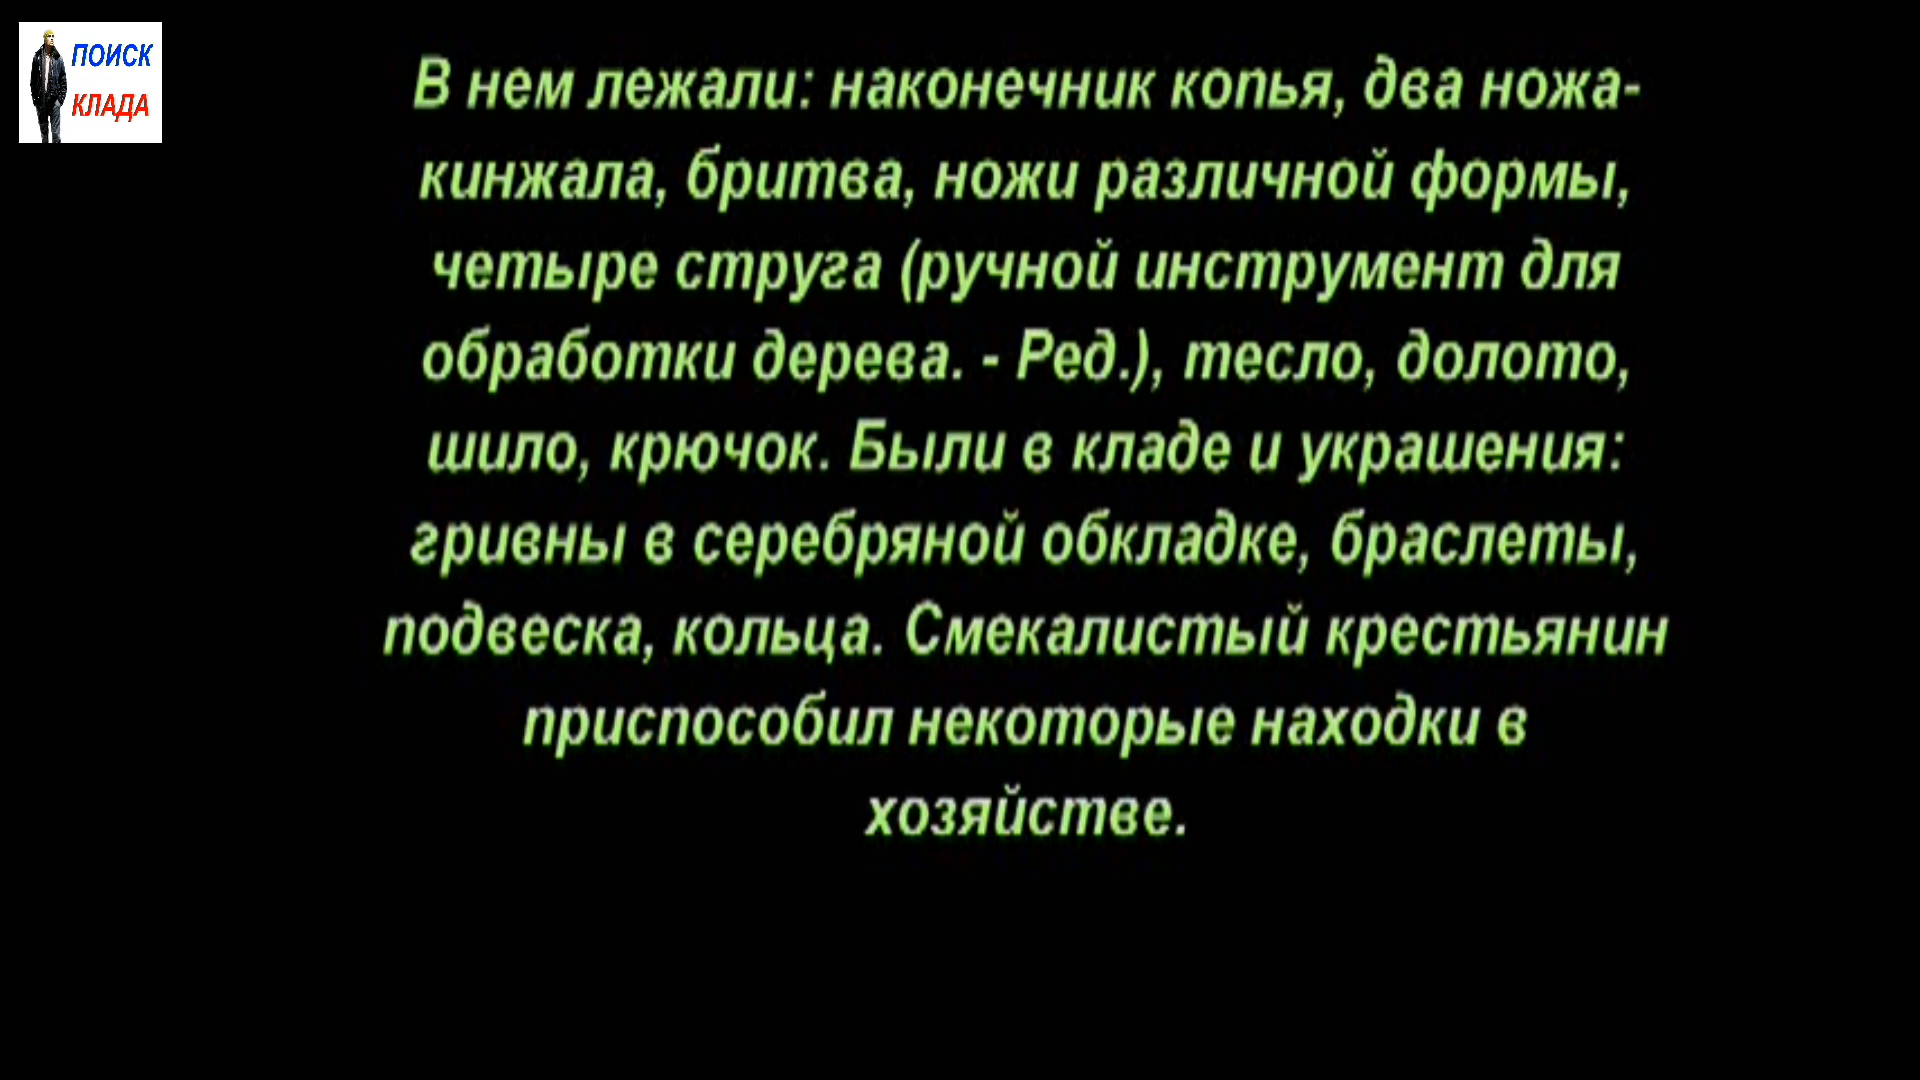 ПОИСК
КЛАДА
В нем лежали: наконечник копья, два ножа-
кинжала, бритва, ножи различной формы,
четыре струга (ручной инструмент для
обработки дерева. - Ред.), тесло, долото,
шило, крючок. Были в кладе и украшения:
гривны в серебряной обкладке, браслеты,
подвеска, кольца. Смекалистый крестьянин
приспособил некоторые находки в
хозяйстве.